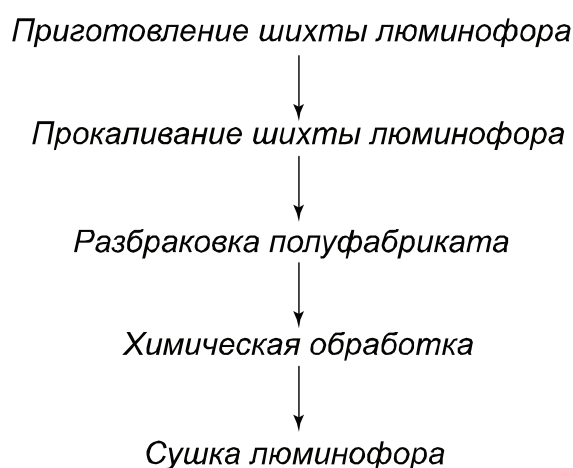 Приготовление шихты люминофора
Прокаливание шихты люминофора
Разбраковка полуфабриката
Химическая обработка
Сушка люминофора